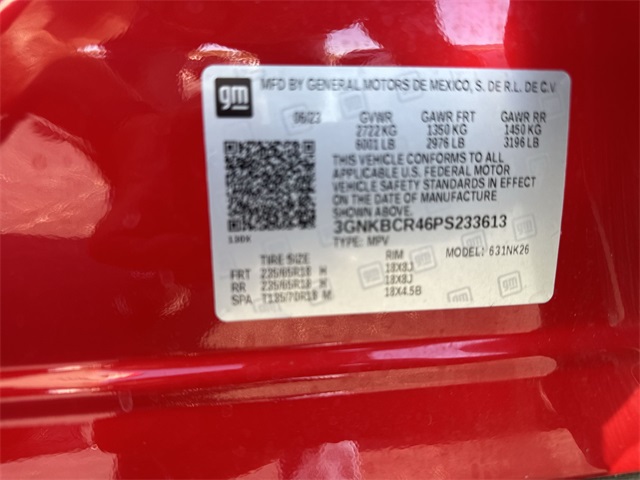 gm
MFD BY GENERAL MOTORS DE MEXICO, S. DE R.L. DE C.V
06/23 GVWR GAWR FRT GAWR RR
2722 KG 1350 KG 1450 KG
6001 LB 2976 LB 3196 LB
THIS VEHICLE CONFORMS TO ALL
APPLICABLE U.S. FEDERAL MOTOR
VEHICLE SAFETY STANDARDS IN EFFECT
ON THE DATE OF MANUFACTURE
SHOWN ABOVE.
3GNKBCR46PS233613
TYPE: MPV MODEL: 631NK26
TIRE SIZE RIM
FRT 235/65R18 H 18X8J
RR 235/65R18 H 18X8J
SPA T135/70R18 M 18X4.5B